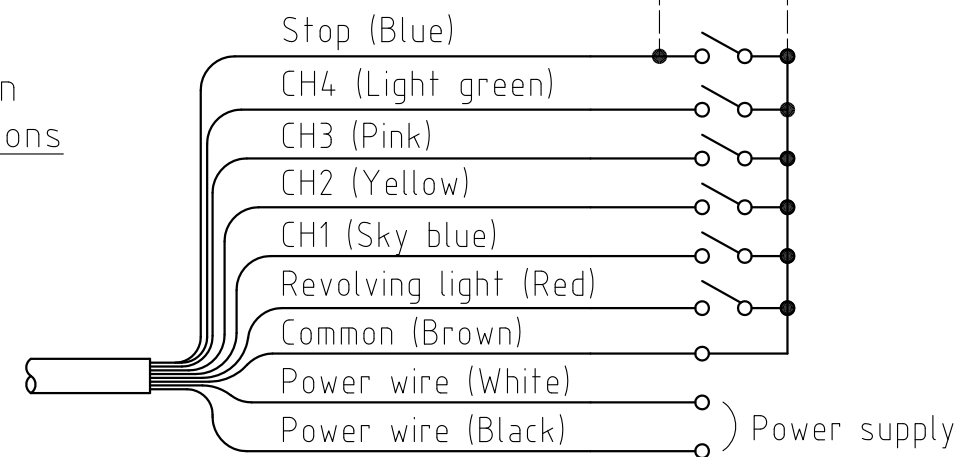 Stop (Blue)
CH4 (Light green)
CH3 (Pink)
CH2 (Yellow)
CH1 (Sky blue)
Revolving light (Red)
Common (Brown)
Power wire (White)
Power wire (Black)
Power supply